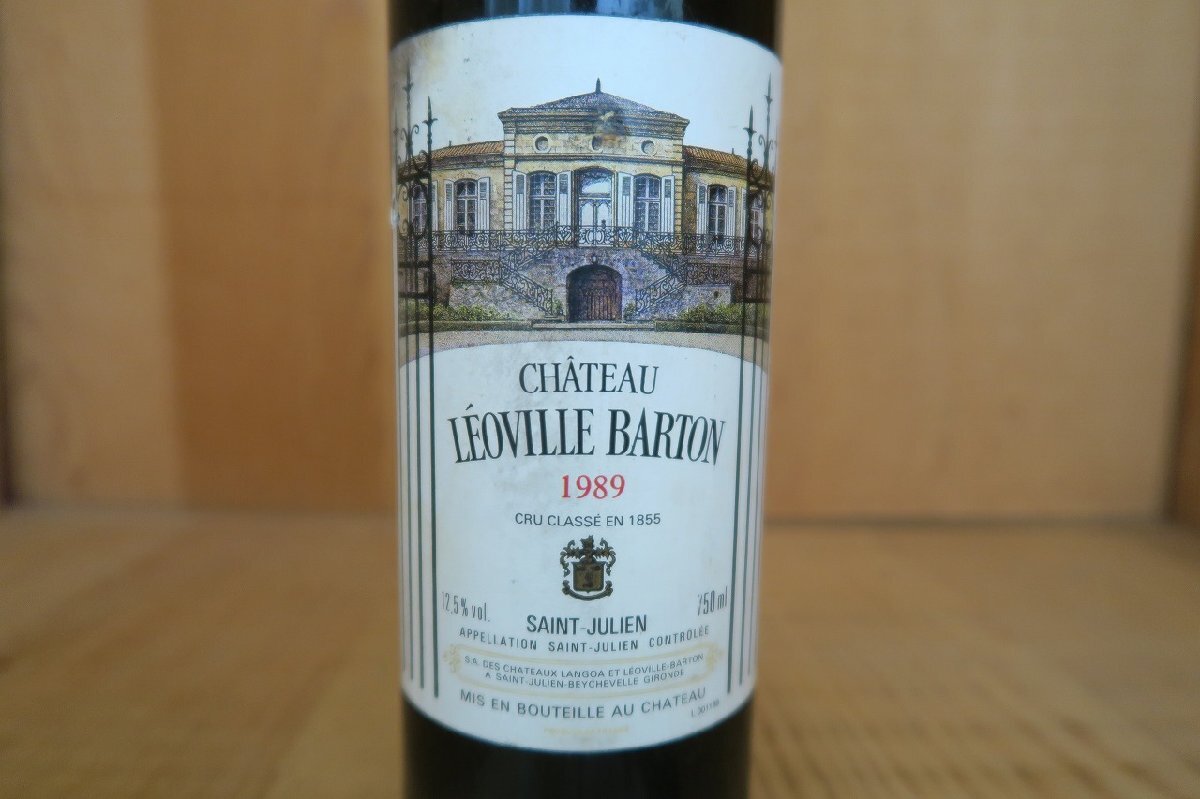 CHÂTEAU
LÉOVILLE BARTON
1989
CRU CLASSÉ EN 1855
12.5% vol.
750 ml
SAINT-JULIEN
APPELLATION SAINT-JULIEN CONTROLÉE
S.A. DES CHATEAUX LANGOA ET LÉOVILLE-BARTON
A SAINT-JULIEN-BEYCHEVELLE GIRONDE
MIS EN BOUTEILLE AU CHATEAU